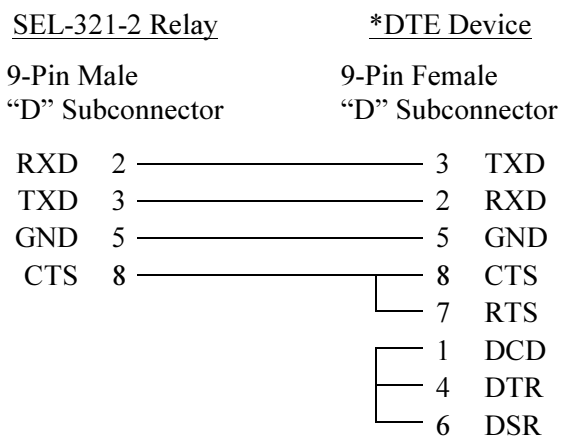 SEL-321-2 Relay *DTE Device
9-Pin Male 9-Pin Female
“D” Subconnector “D” Subconnector
RXD 2 3 TXD
TXD 3 2 RXD
GND 5 5 GND
CTS 8 8 CTS
7 RTS
1 DCD
4 DTR
6 DSR